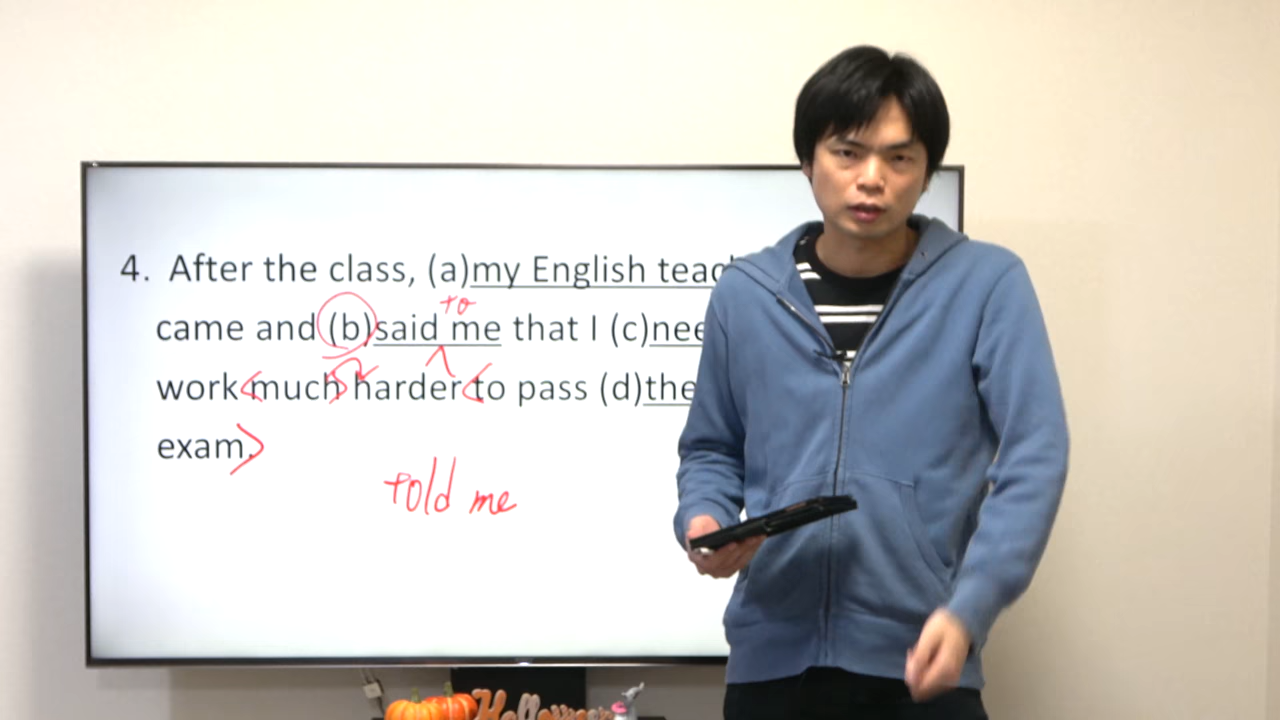 4. After the class, (a)my English teac
to
came and (b)said me that I (c)nee
work much harder to pass (d)the
exam.
told me
Halloween